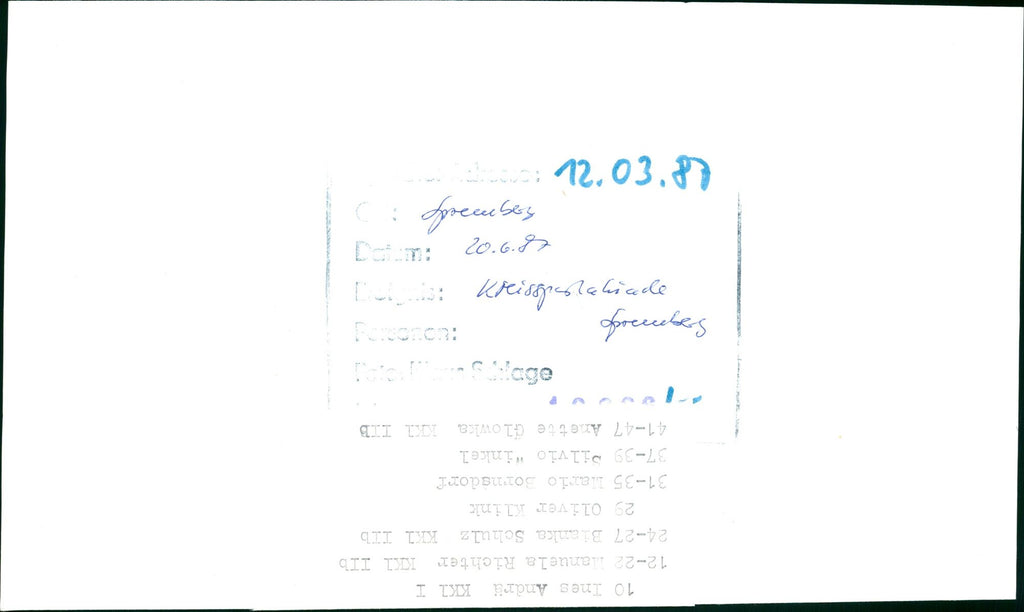 12.03.87
Ort: Spremberg
Datum: 20.6.87
Ereignis: Kreisspartakiade
Spremberg
Personen:
Foto: Klaus Schlage
10 Ines Andrä KKl I
12-22 Manuela Richter KKl IIb
24-27 Bianka Schulz KKl IIb
29 Oliver Klink
31-35 Mario Bornsdorf
37-39 Silvio "inkel
41-47 Anette Glowka KKl IIb